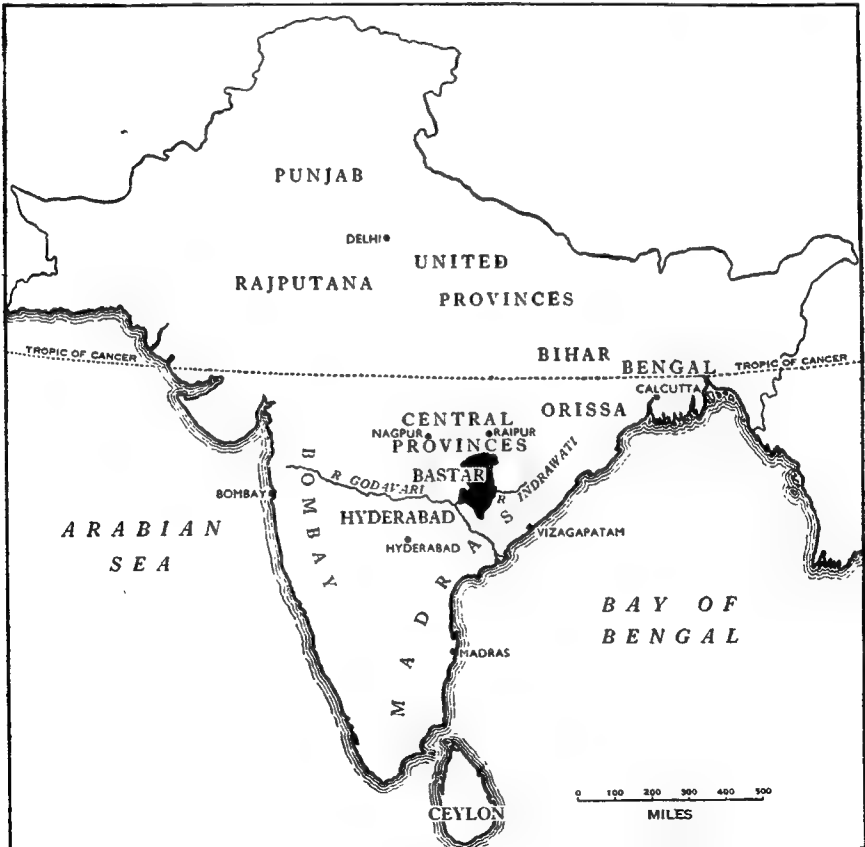 PUNJAB
DELHI
UNITED
PROVINCES
RAJPUTANA
TROPIC OF CANCER
BIHAR
BENGAL
TROPIC OF CANCER
CALCUTTA
ORISSA
CENTRAL
NAGPUR
RAIPUR
PROVINCES
BASTAR
R INDRAWATI
R GODAVARI
BOMBAY
BOMBAY
HYDERABAD
HYDERABAD
VIZAGAPATAM
ARABIAN
SEA
BAY OF
BENGAL
MADRAS
MADRAS
CEYLON
0 100 200 300 400 500
MILES